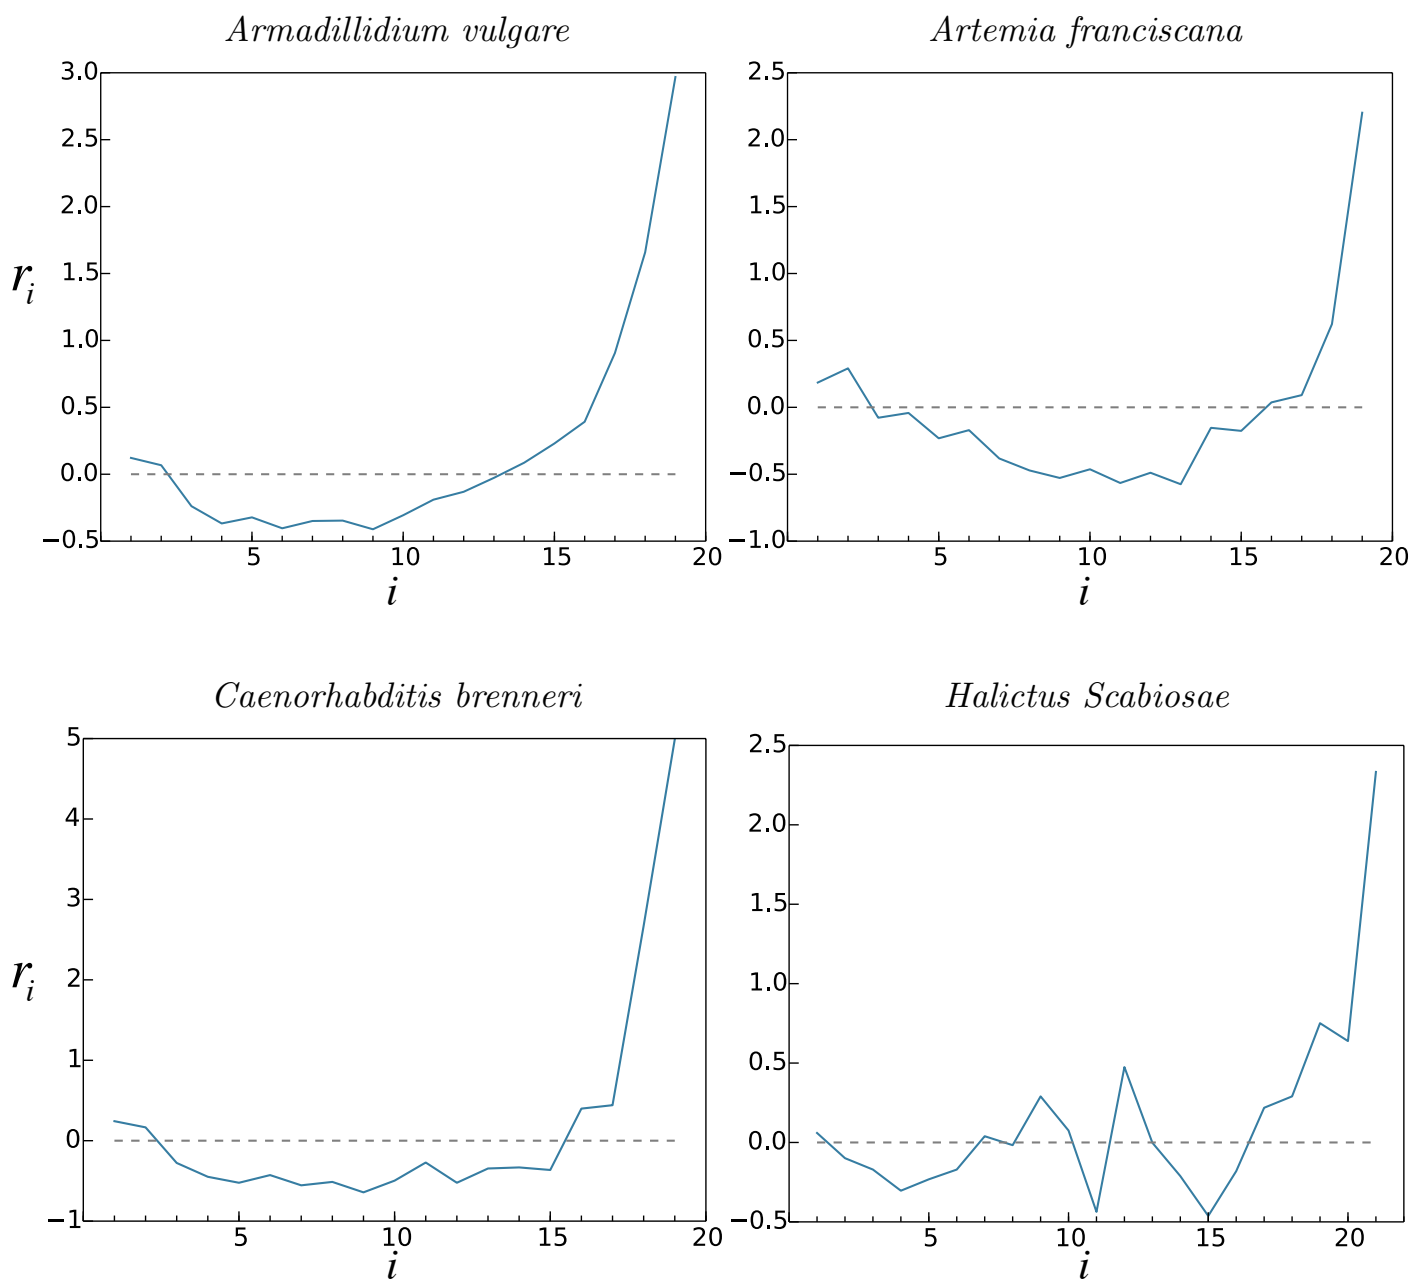 Armadillidium vulgare
3.0
2.5
2.0
1.5
1.0
0.5
0.0
−0.5
5 10 15 20
r_i
i
Artemia franciscana
2.5
2.0
1.5
1.0
0.5
0.0
−0.5
−1.0
5 10 15 20
i
Caenorhabditis brenneri
5
4
3
2
1
0
−1
5 10 15 20
r_i
i
Halictus Scabiosae
2.5
2.0
1.5
1.0
0.5
0.0
−0.5
5 10 15 20
i